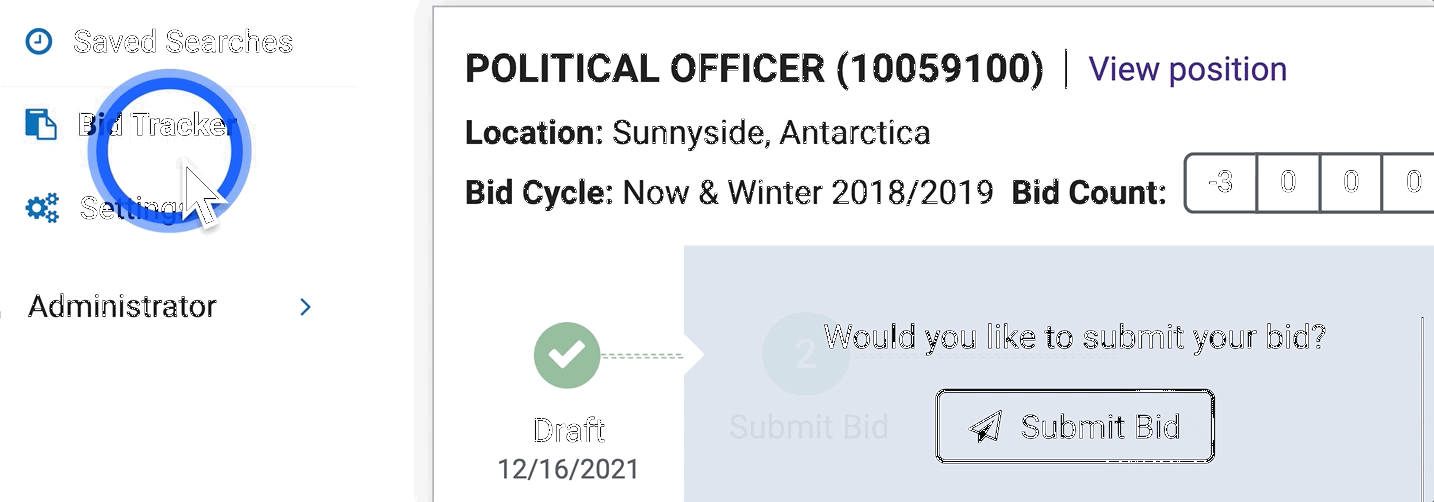 Saved Searches
Bid Tracker
Settings
Administrator
POLITICAL OFFICER (10059100) | View position
Location: Sunnyside, Antarctica
Bid Cycle: Now & Winter 2018/2019 Bid Count: -3 0 0 0
Draft
12/16/2021
2
Submit Bid
Would you like to submit your bid?
Submit Bid